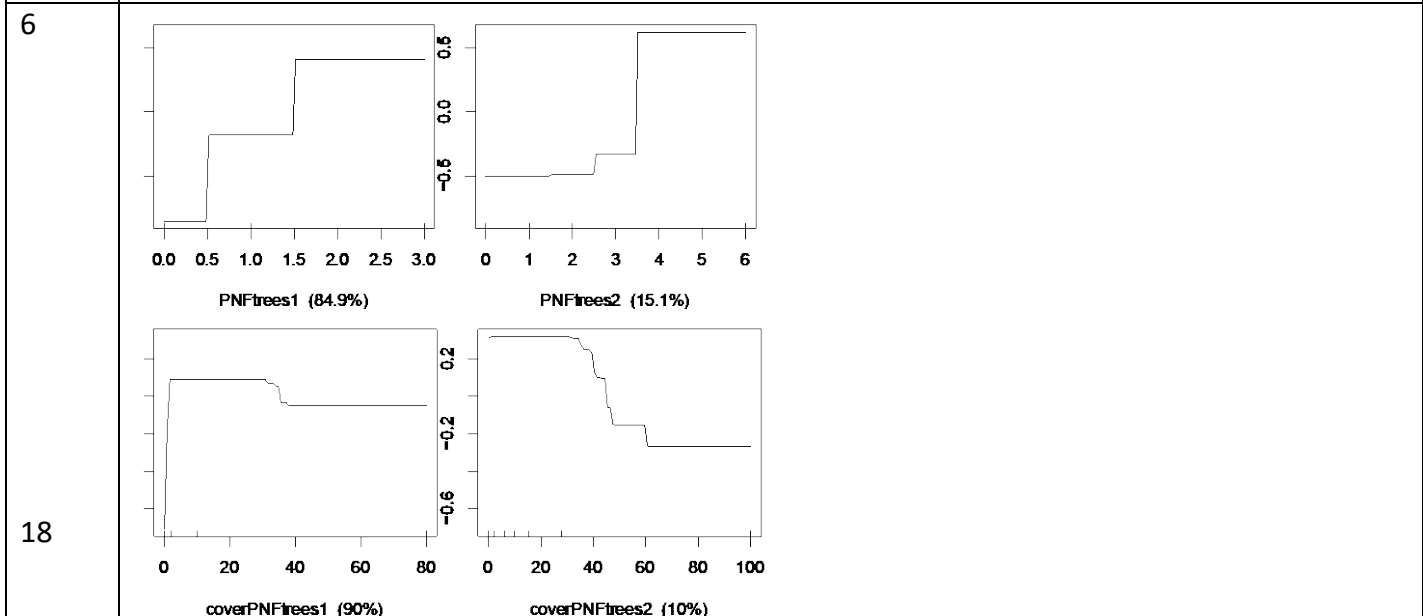 6
0.5
0.0
-0.5
0.0 0.5 1.0 1.5 2.0 2.5 3.0
0 1 2 3 4 5 6
PNFtrees1 (84.9%)
PNFtrees2 (15.1%)
0.2
-0.2
-0.6
18
0 20 40 60 80
0 20 40 60 80 100
coverPNFtrees1 (90%)
coverPNFtrees2 (10%)